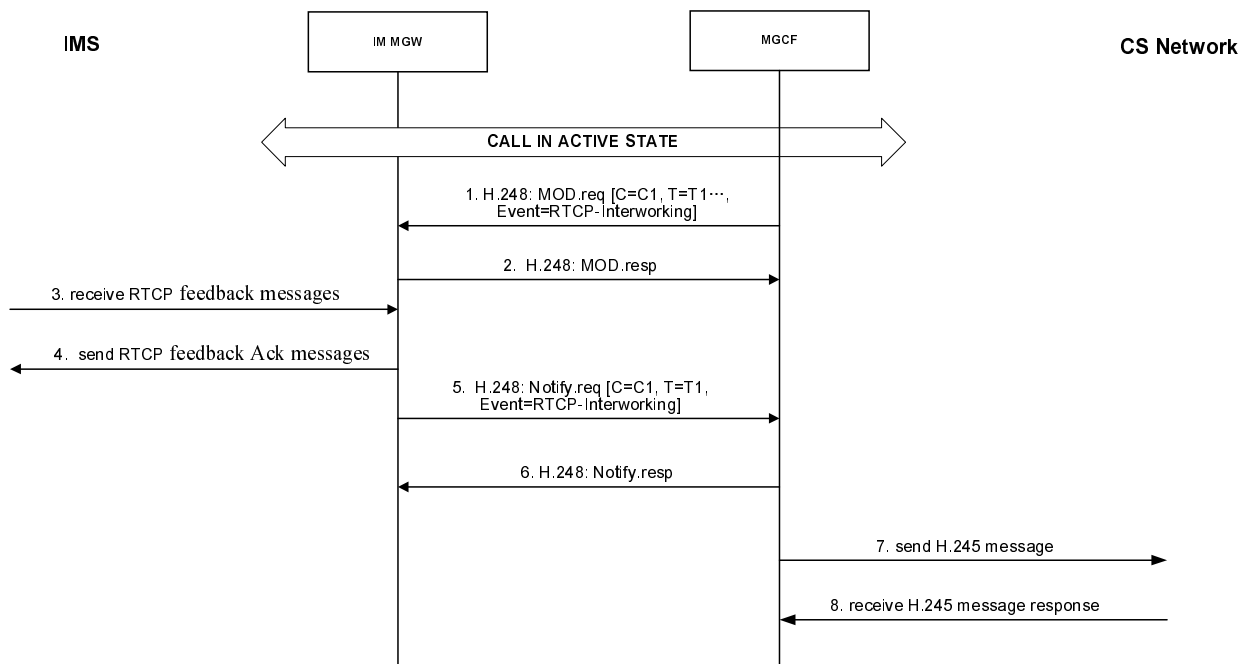 IMS
IM MGW
MGCF
CS Network
CALL IN ACTIVE STATE
1. H.248: MOD.req [C=C1, T=T1…,
Event=RTCP-Interworking]
2. H.248: MOD.resp
3. receive RTCP feedback messages
4. send RTCP feedback Ack messages
5. H.248: Notify.req [C=C1, T=T1,
Event=RTCP-Interworking]
6. H.248: Notify.resp
7. send H.245 message
8. receive H.245 message response